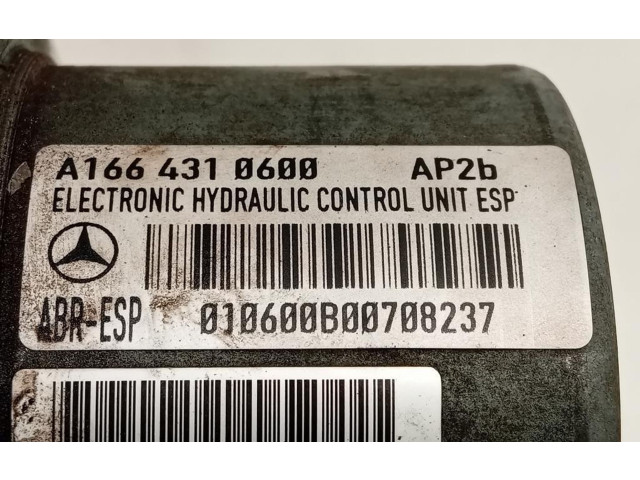 A166 431 0600 AP2b
ELECTRONIC HYDRAULIC CONTROL UNIT ESP
ABR-ESP 010600B00708237